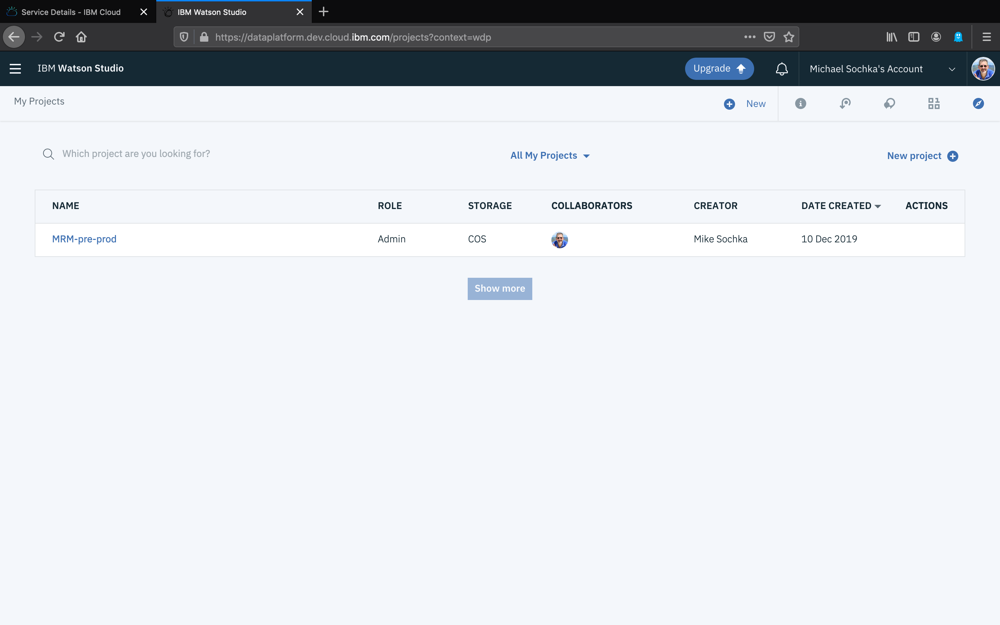 Service Details - IBM Cloud
IBM Watson Studio
https://dataplatform.dev.cloud.ibm.com/projects?context=wdp
IBM Watson Studio
Upgrade
Michael Sochka's Account
My Projects
New
Which project are you looking for?
All My Projects
New project
NAME ROLE STORAGE COLLABORATORS CREATOR DATE CREATED ACTIONS
MRM-pre-prod Admin COS Mike Sochka 10 Dec 2019
Show more